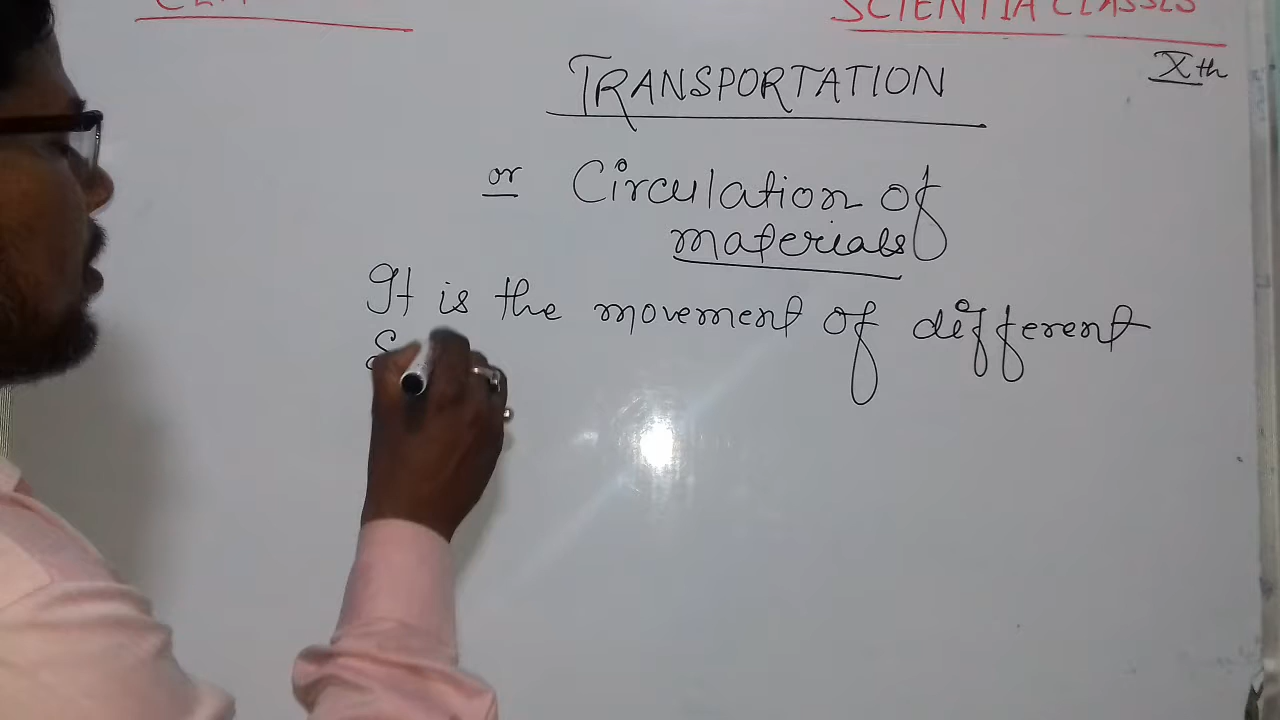 SCIENTIA CLASSES
Xth
TRANSPORTATION
or Circulation of
materials
It is the movement of different